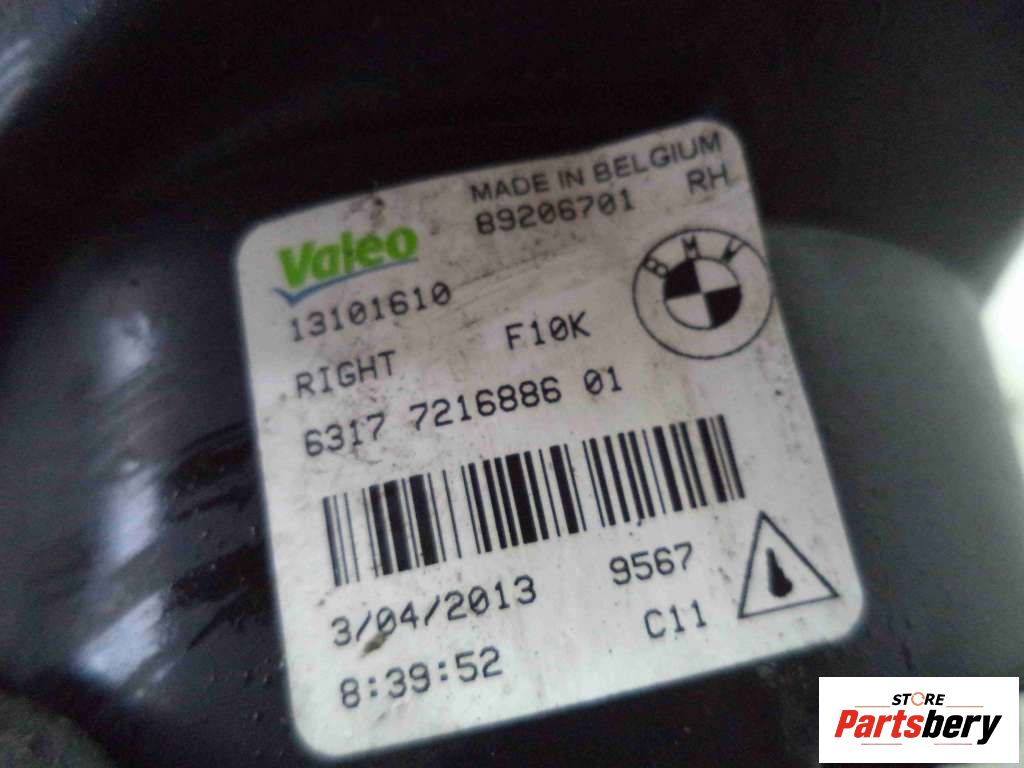 MADE IN BELGIUM
89206701 RH
Valeo
BMW
13101610
RIGHT F10K
6317 7216886 01
3/04/2013 9567
8:39:52 C11
STORE
Partsbery